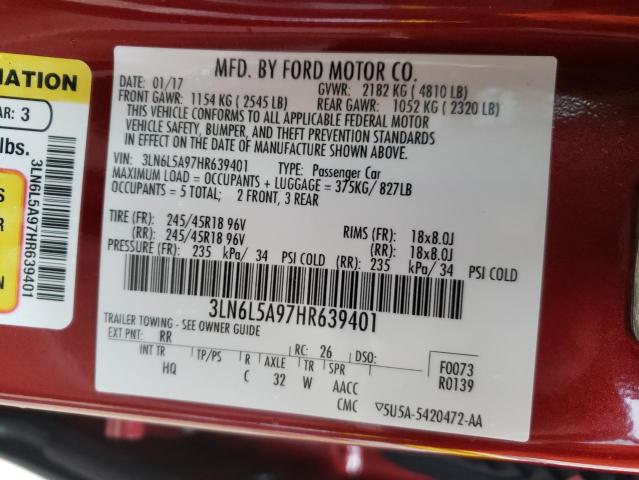 MFD. BY FORD MOTOR CO.
DATE: 01/17 GVWR: 2182 KG ( 4810 LB)
FRONT GAWR: 1154 KG ( 2545 LB) REAR GAWR: 1052 KG ( 2320 LB)
THIS VEHICLE CONFORMS TO ALL APPLICABLE FEDERAL MOTOR
VEHICLE SAFETY, BUMPER, AND THEFT PREVENTION STANDARDS
IN EFFECT ON THE DATE OF MANUFACTURE SHOWN ABOVE.
VIN: 3LN6L5A97HR639401 TYPE: Passenger Car
MAXIMUM LOAD = OCCUPANTS + LUGGAGE = 375KG/ 827LB
OCCUPANTS = 5 TOTAL; 2 FRONT, 3 REAR
TIRE (FR): 245/45R18 96V RIMS (FR): 18x8.0J
(RR): 245/45R18 96V (RR): 18x8.0J
PRESSURE (FR): 235 kPa/ 34 PSI COLD (RR): 235 kPa/ 34 PSI COLD
3LN6L5A97HR639401
TRAILER TOWING - SEE OWNER GUIDE
EXT PNT: RR RC: 26 DSO:
INT TR TP/PS R AXLE TR SPR F0073
HQ C 32 W AACC R0139
CMC 5U5A-5420472-AA
MATION
AR: 3
lbs.
3LN6L5A97HR639401